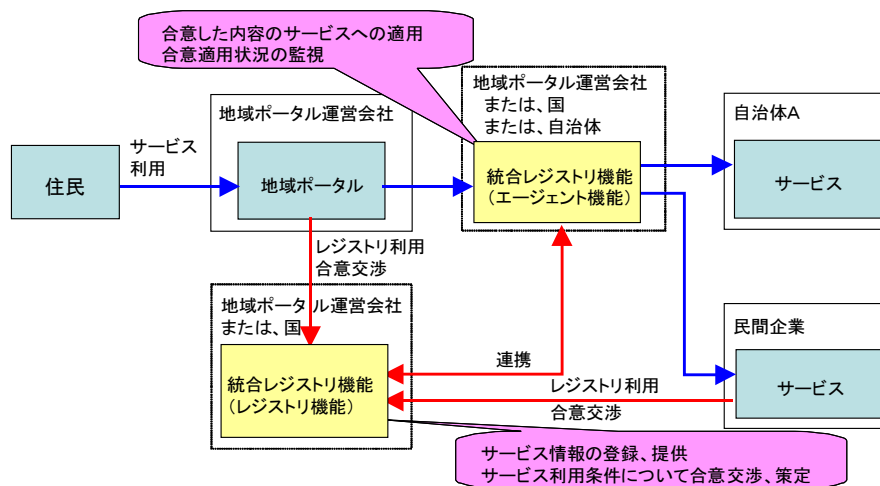 合意した内容のサービスへの適用
合意適用状況の監視
地域ポータル運営会社
または、国
または、自治体
地域ポータル運営会社
自治体A
サービス
利用
住民
地域ポータル
統合レジストリ機能
(エージェント機能)
サービス
レジストリ利用
合意交渉
地域ポータル運営会社
または、国
民間企業
統合レジストリ機能
(レジストリ機能)
連携
レジストリ利用
合意交渉
サービス
サービス情報の登録、提供
サービス利用条件について合意交渉、策定